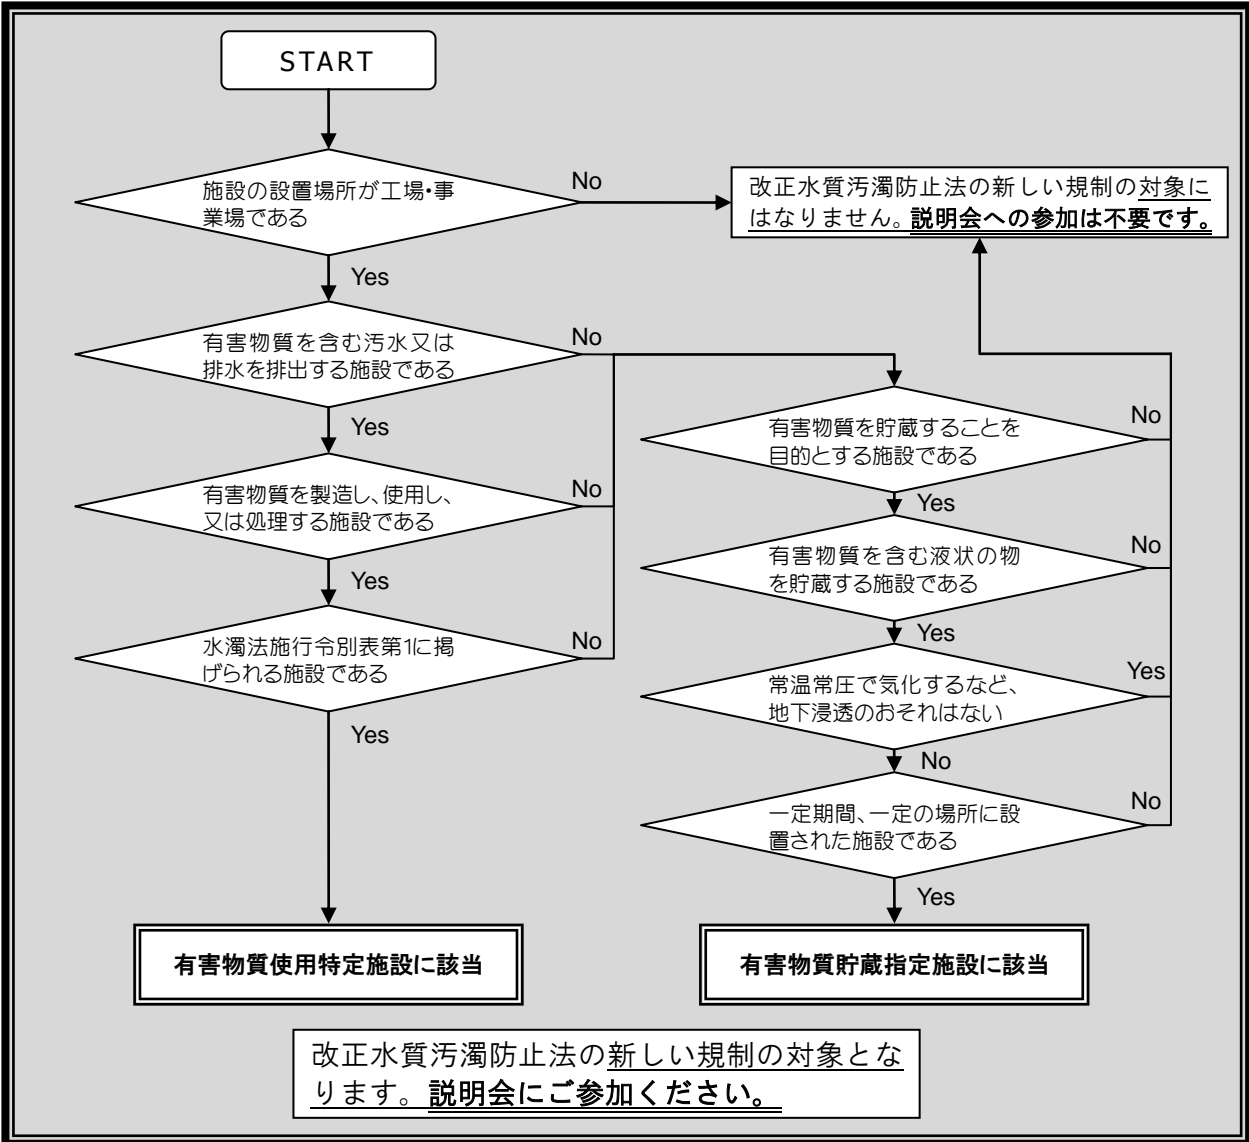 START
施設の設置場所が工場・事
業場である
No
改正水質汚濁防止法の新しい規制の対象に
はなりません。説明会への参加は不要です。
Yes
有害物質を含む汚水又は
排水を排出する施設である
No
Yes
有害物質を製造し、使用し、
又は処理する施設である
No
Yes
水濁法施行令別表第1に掲
げられる施設である
No
Yes
有害物質を貯蔵することを
目的とする施設である
No
Yes
有害物質を含む液状の物
を貯蔵する施設である
No
Yes
常温常圧で気化するなど、
地下浸透のおそれはない
Yes
No
一定期間、一定の場所に設
置された施設である
No
Yes
有害物質使用特定施設に該当
有害物質貯蔵指定施設に該当
改正水質汚濁防止法の新しい規制の対象とな
ります。説明会にご参加ください。